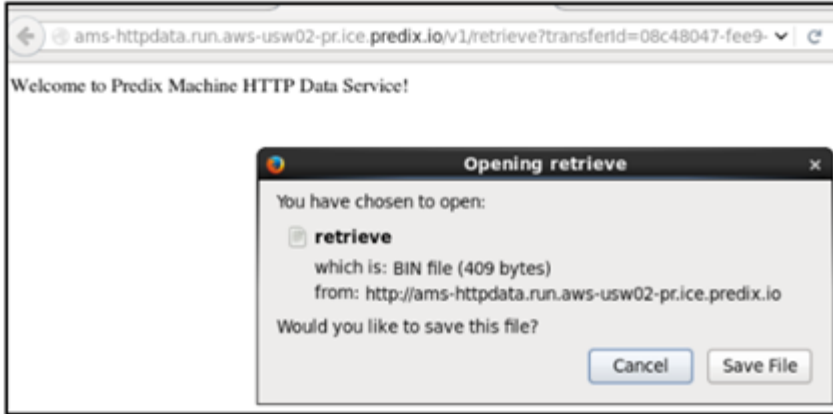 ams-httpdata.run.aws-usw02-pr.ice.predix.io/v1/retrieve?transferId=08c48047-fee9-
Welcome to Predix Machine HTTP Data Service!
Opening retrieve
You have chosen to open:
retrieve
which is: BIN file (409 bytes)
from: http://ams-httpdata.run.aws-usw02-pr.ice.predix.io
Would you like to save this file?
Cancel Save File